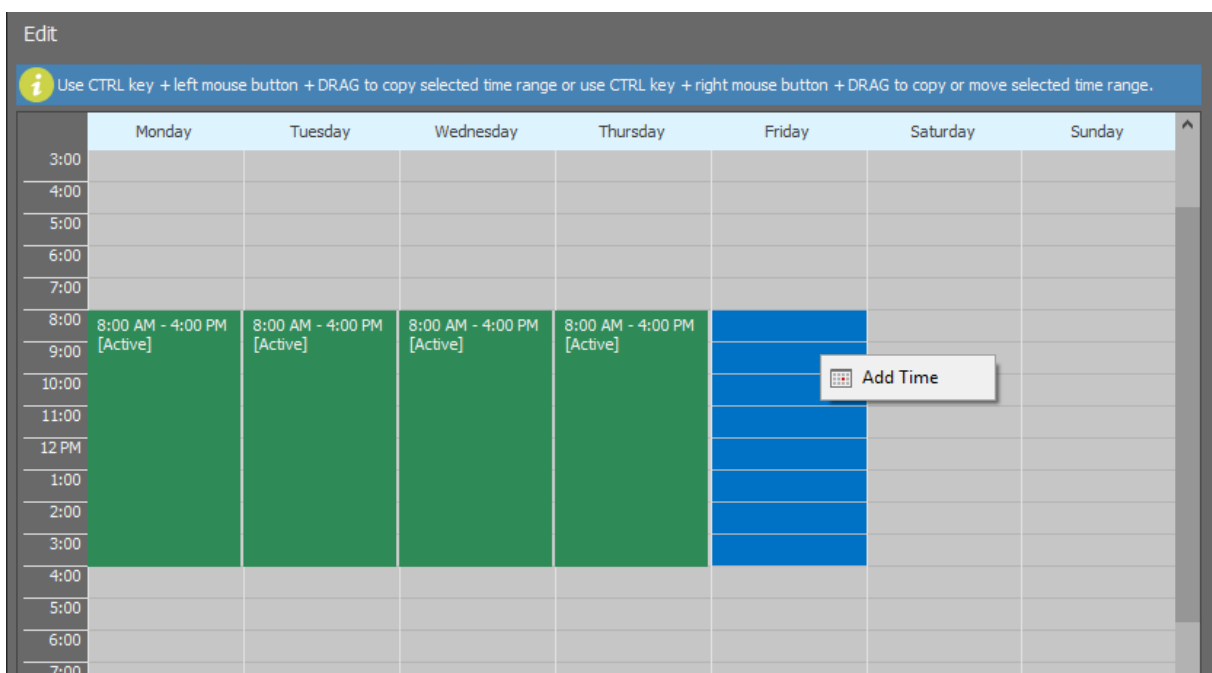 Edit
i Use CTRL key + left mouse button + DRAG to copy selected time range or use CTRL key + right mouse button + DRAG to copy or move selected time range.
Monday Tuesday Wednesday Thursday Friday Saturday Sunday
3:00
4:00
5:00
6:00
7:00
8:00 8:00 AM - 4:00 PM 8:00 AM - 4:00 PM 8:00 AM - 4:00 PM 8:00 AM - 4:00 PM
9:00 [Active] [Active] [Active] [Active]
10:00 Add Time
11:00
12 PM
1:00
2:00
3:00
4:00
5:00
6:00
7:00